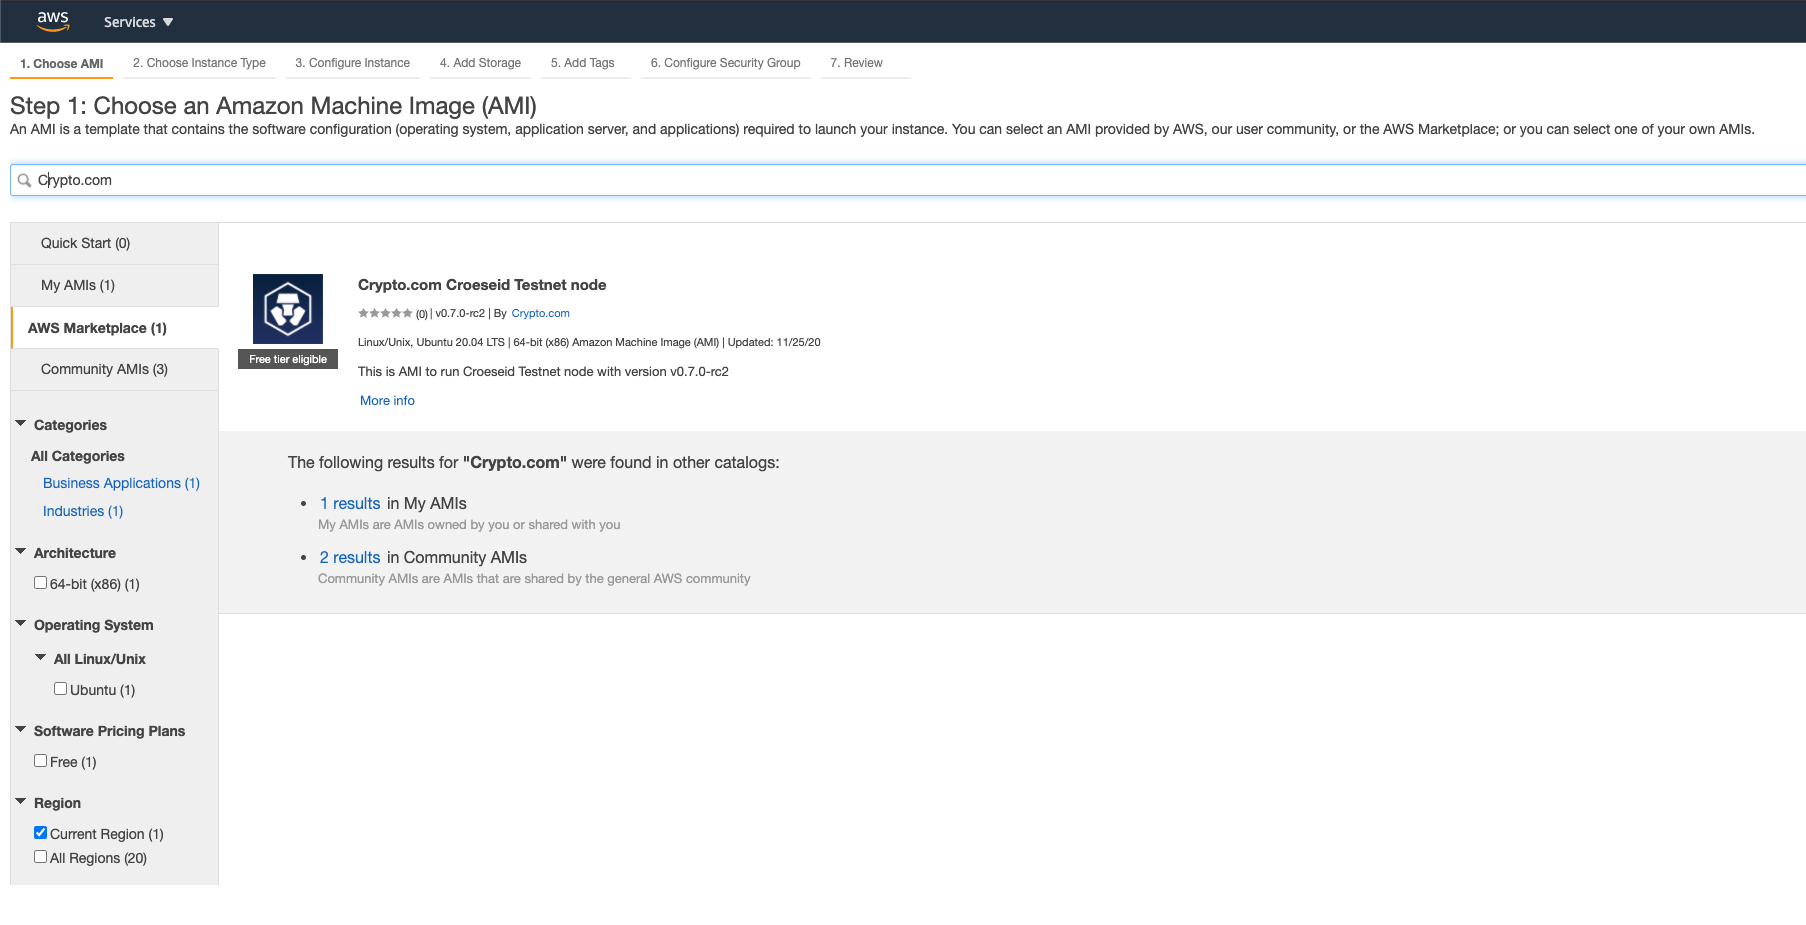 aws
Services ▼
1. Choose AMI
2. Choose Instance Type
3. Configure Instance
4. Add Storage
5. Add Tags
6. Configure Security Group
7. Review
Step 1: Choose an Amazon Machine Image (AMI)
An AMI is a template that contains the software configuration (operating system, application server, and applications) required to launch your instance. You can select an AMI provided by AWS, our user community, or the AWS Marketplace; or you can select one of your own AMIs.
Crypto.com
Quick Start (0)
My AMIs (1)
AWS Marketplace (1)
Community AMIs (3)
Categories
All Categories
Business Applications (1)
Industries (1)
Architecture
64-bit (x86) (1)
Operating System
All Linux/Unix
Ubuntu (1)
Software Pricing Plans
Free (1)
Region
Current Region (1)
All Regions (20)
Free tier eligible
Crypto.com Croeseid Testnet node
★★★★★ (0) | v0.7.0-rc2 | By Crypto.com
Linux/Unix, Ubuntu 20.04 LTS | 64-bit (x86) Amazon Machine Image (AMI) | Updated: 11/25/20
This is AMI to run Croeseid Testnet node with version v0.7.0-rc2
More info
The following results for "Crypto.com" were found in other catalogs:
• 1 results in My AMIs
My AMIs are AMIs owned by you or shared with you
• 2 results in Community AMIs
Community AMIs are AMIs that are shared by the general AWS community